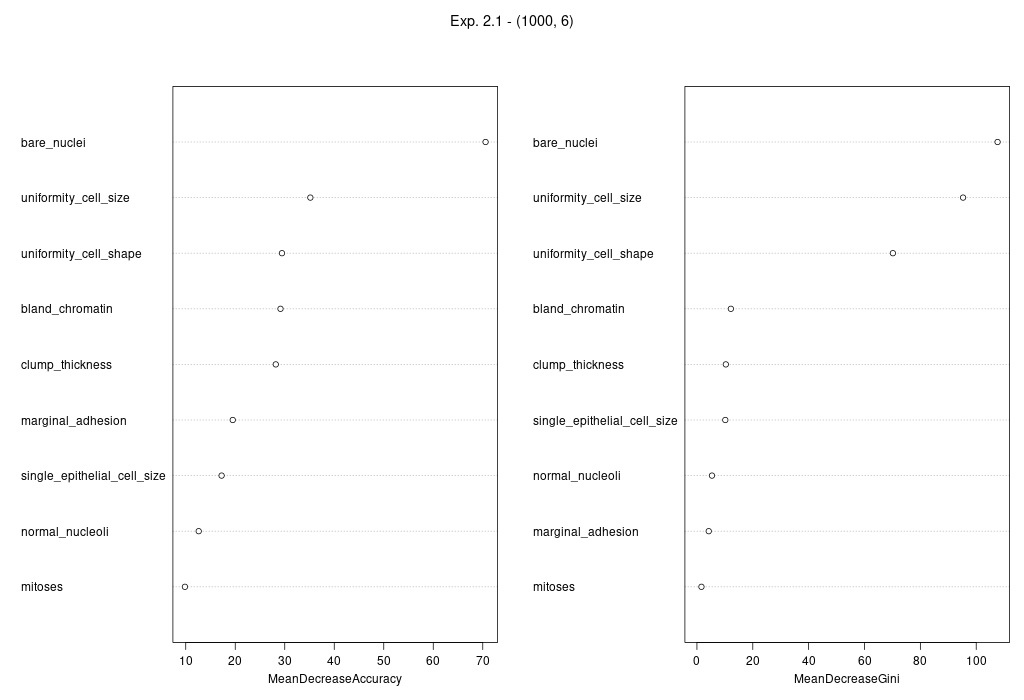 Exp. 2.1 - (1000, 6)
bare_nuclei
uniformity_cell_size
uniformity_cell_shape
bland_chromatin
clump_thickness
marginal_adhesion
single_epithelial_cell_size
normal_nucleoli
mitoses
10 20 30 40 50 60 70
MeanDecreaseAccuracy
bare_nuclei
uniformity_cell_size
uniformity_cell_shape
bland_chromatin
clump_thickness
single_epithelial_cell_size
normal_nucleoli
marginal_adhesion
mitoses
0 20 40 60 80 100
MeanDecreaseGini